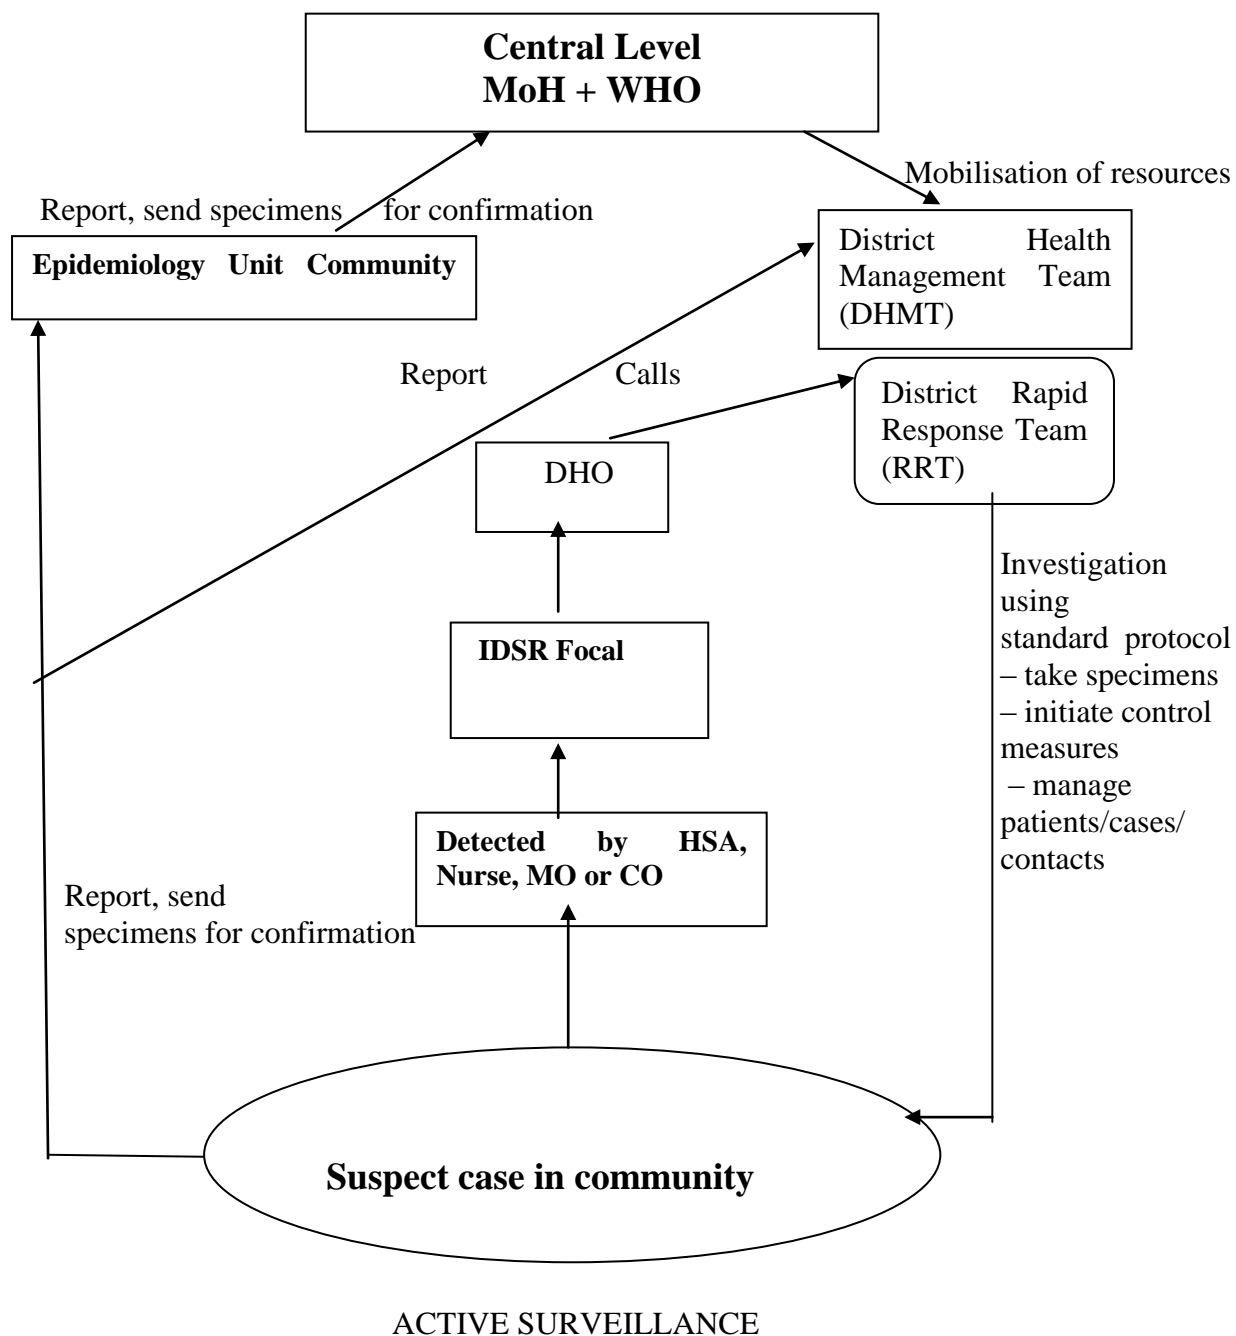 Central Level
MoH + WHO
Mobilisation of resources
Report, send specimens for confirmation
Epidemiology Unit Community
District Health
Management Team
(DHMT)
Report
Calls
District Rapid
Response Team
(RRT)
DHO
Investigation
using
standard protocol
– take specimens
– initiate control
measures
– manage
patients/cases/
contacts
IDSR Focal
Detected by HSA,
Nurse, MO or CO
Report, send
specimens for confirmation
Suspect case in community
ACTIVE SURVEILLANCE